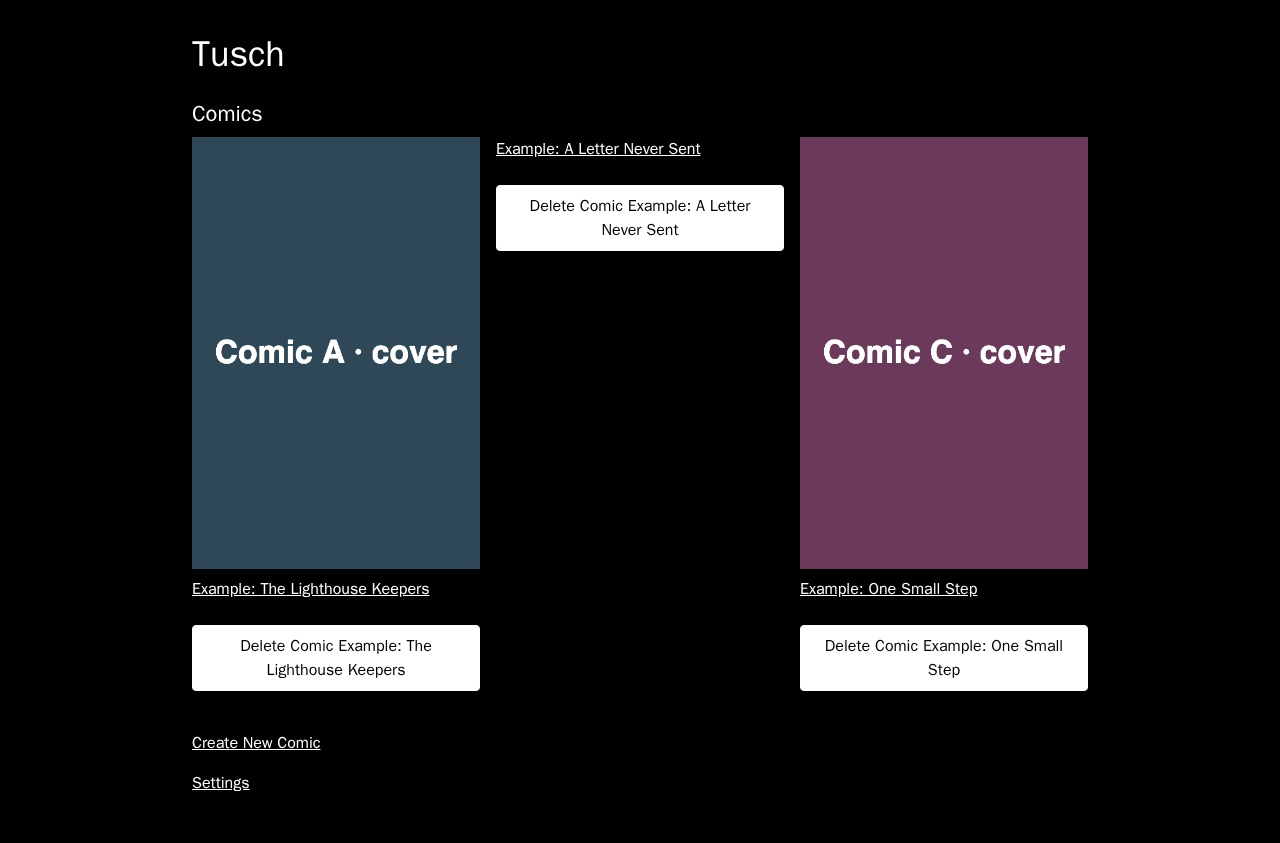 Tusch
Comics
Comic A · cover
Example: The Lighthouse Keepers
Delete Comic Example: The
Lighthouse Keepers
Example: A Letter Never Sent
Delete Comic Example: A Letter
Never Sent
Comic C · cover
Example: One Small Step
Delete Comic Example: One Small
Step
Create New Comic
Settings